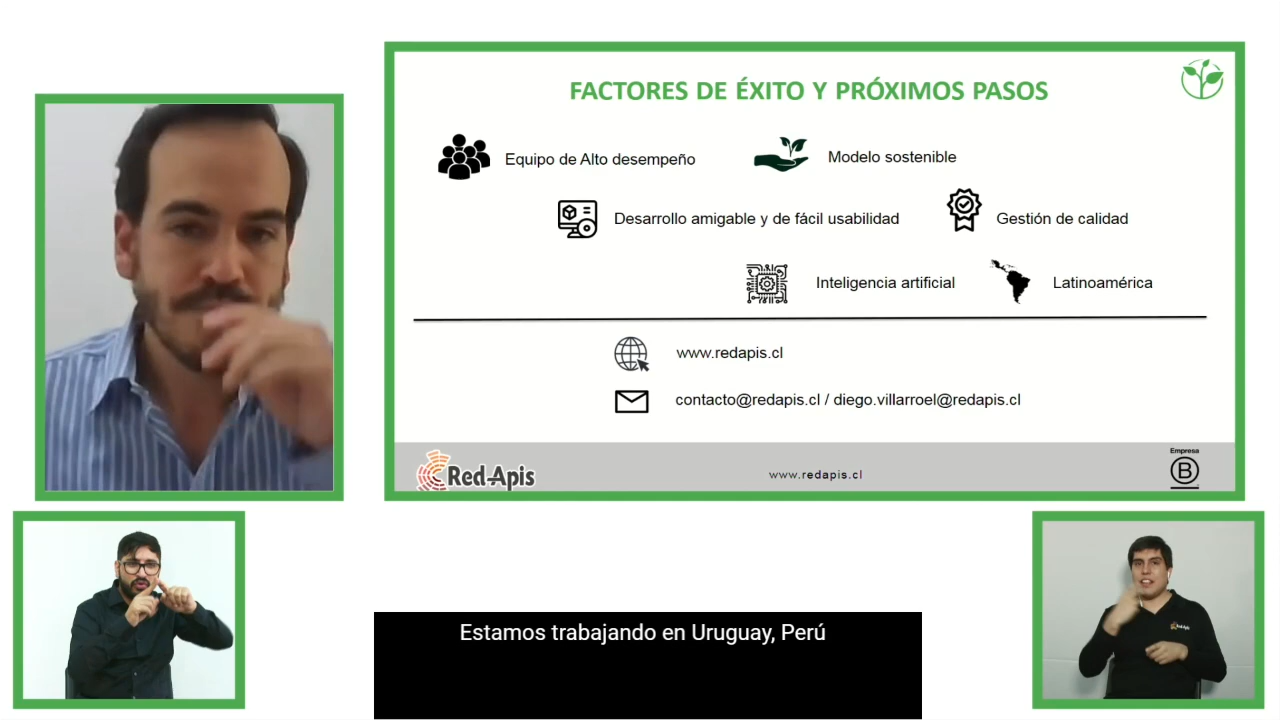 FACTORES DE ÉXITO Y PRÓXIMOS PASOS
Equipo de Alto desempeño
Modelo sostenible
Desarrollo amigable y de fácil usabilidad
Gestión de calidad
Inteligencia artificial
Latinoamérica
www.redapis.cl
contacto@redapis.cl / diego.villarroel@redapis.cl
Red-Apis
www.redapis.cl
Empresa
B
Red-Apis
Estamos trabajando en Uruguay, Perú